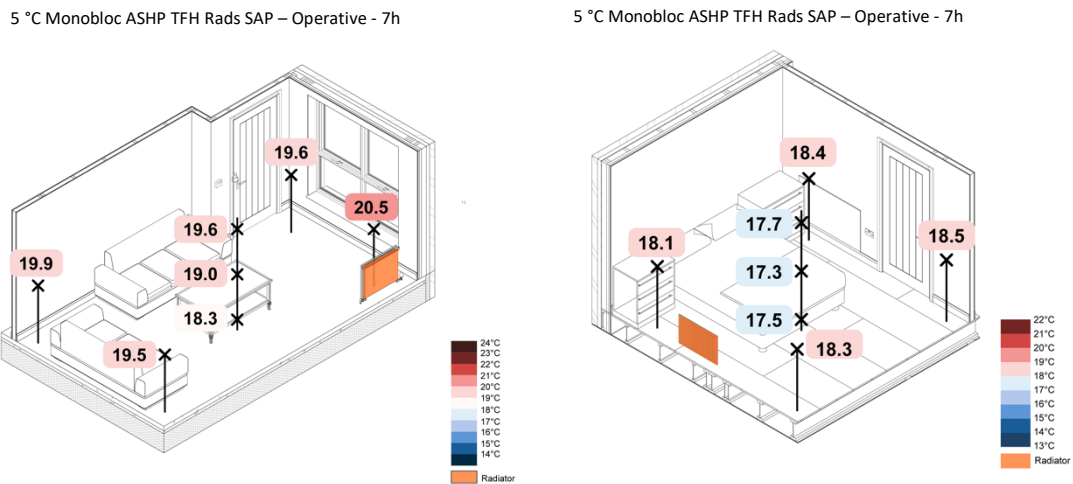 5 °C Monobloc ASHP TFH Rads SAP – Operative - 7h
19.6
20.5
19.6
19.9
19.0
18.3
19.5
24°C
23°C
22°C
21°C
20°C
19°C
18°C
17°C
16°C
15°C
14°C
Radiator
5 °C Monobloc ASHP TFH Rads SAP – Operative - 7h
18.4
17.7
18.1
18.5
17.3
17.5
18.3
22°C
21°C
20°C
19°C
18°C
17°C
16°C
15°C
14°C
13°C
Radiator